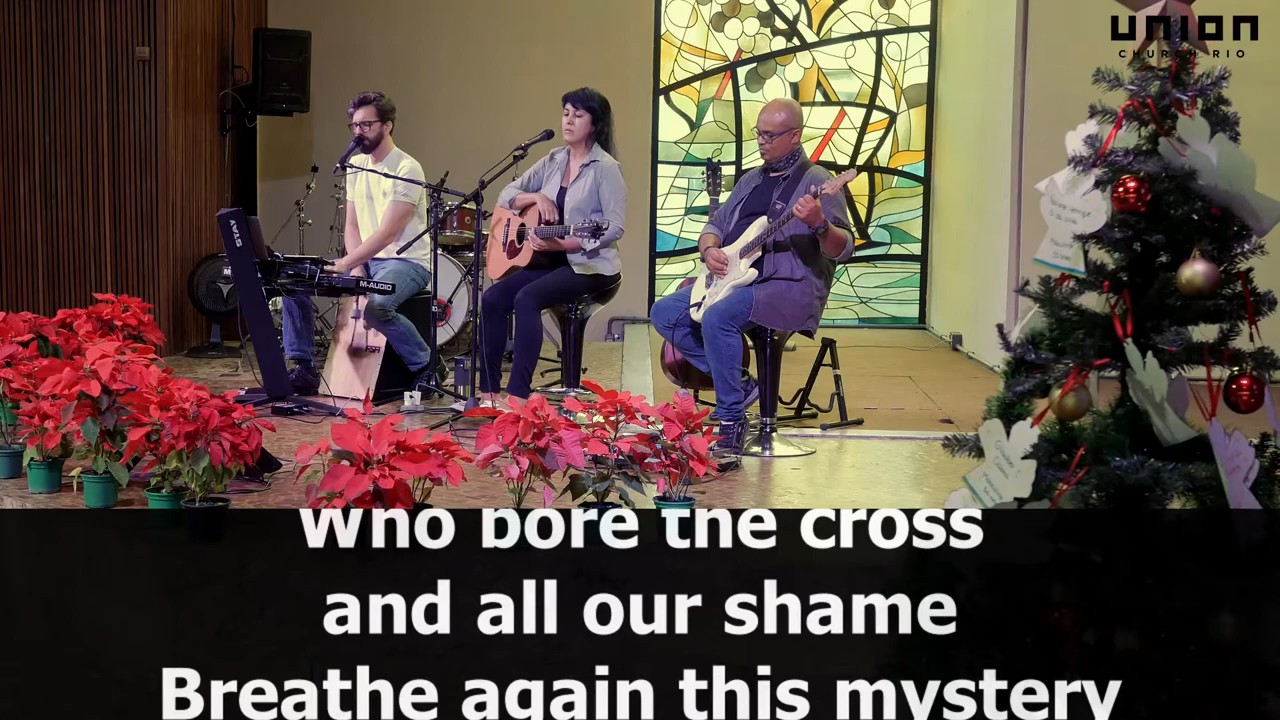 UNION
CHURCH RIO
STAY
M-AUDIO
Who bore the cross
and all our shame
Breathe again this mystery